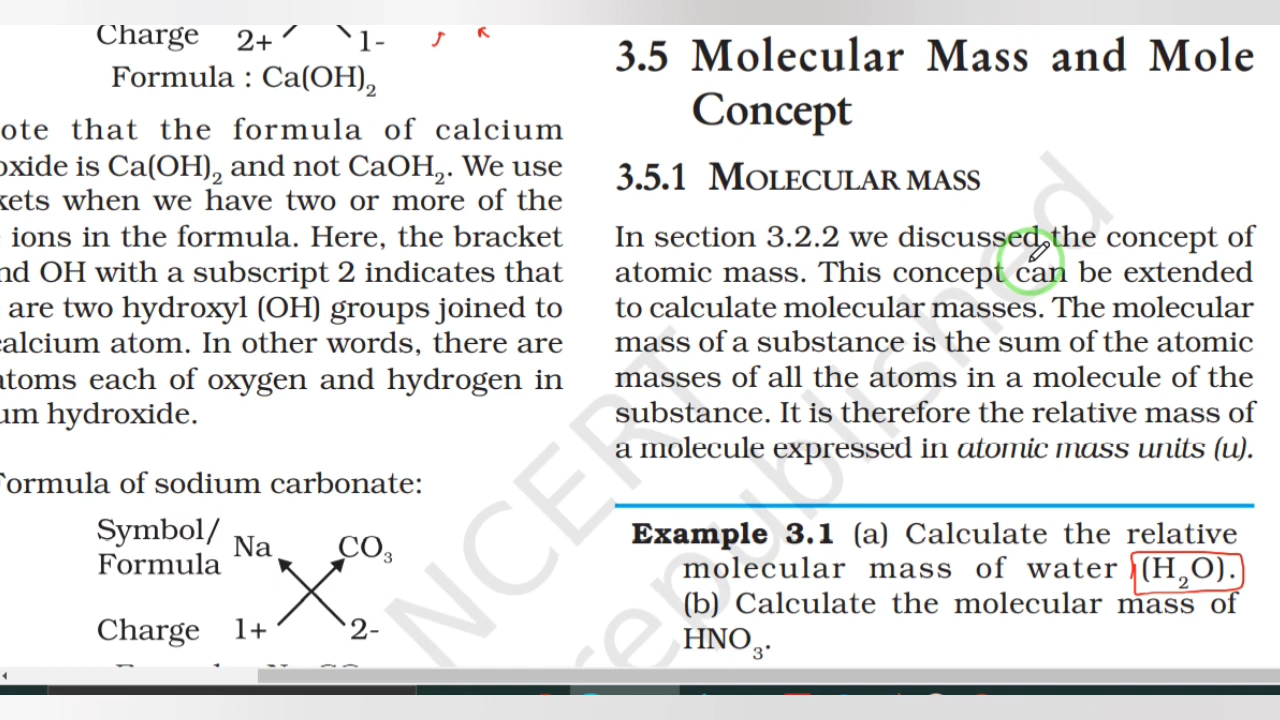 Charge 2+ 1-
Formula : Ca(OH)₂
ote that the formula of calcium
oxide is Ca(OH)₂ and not CaOH₂. We use
kets when we have two or more of the
ions in the formula. Here, the bracket
nd OH with a subscript 2 indicates that
are two hydroxyl (OH) groups joined to
calcium atom. In other words, there are
atoms each of oxygen and hydrogen in
um hydroxide.
Formula of sodium carbonate:
Symbol/
Formula Na CO₃
Charge 1+ 2-
3.5 Molecular Mass and Mole
Concept
3.5.1 MOLECULAR MASS
In section 3.2.2 we discussed the concept of
atomic mass. This concept can be extended
to calculate molecular masses. The molecular
mass of a substance is the sum of the atomic
masses of all the atoms in a molecule of the
substance. It is therefore the relative mass of
a molecule expressed in atomic mass units (u).
Example 3.1 (a) Calculate the relative
molecular mass of water (H₂O).
(b) Calculate the molecular mass of
HNO₃.
NCERT
republished